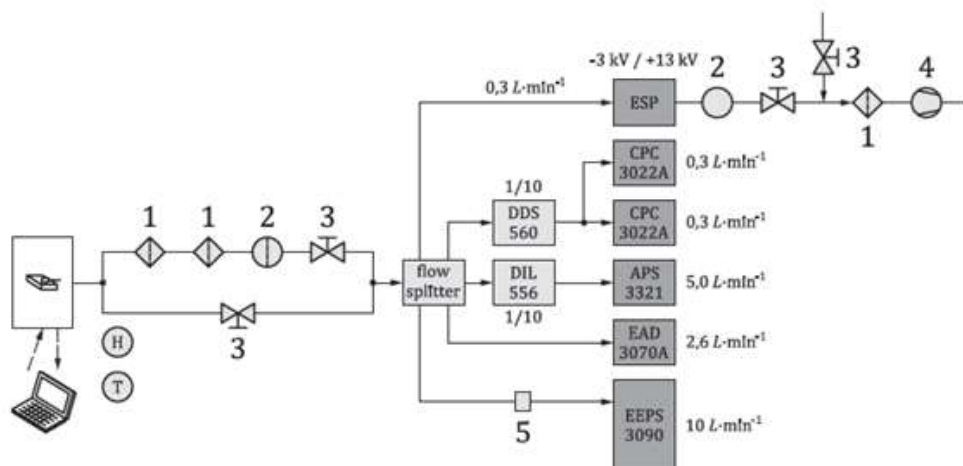 -3 kV / +13 kV
2
3
3
4
0,3 L·min⁻¹
ESP
1
CPC
3022A
0,3 L·min⁻¹
1/10
DDS
560
CPC
3022A
0,3 L·min⁻¹
1
1
2
3
flow
splitter
DIL
556
1/10
APS
3321
5,0 L·min⁻¹
3
H
T
EAD
3070A
2,6 L·min⁻¹
5
EEPS
3090
10 L·min⁻¹